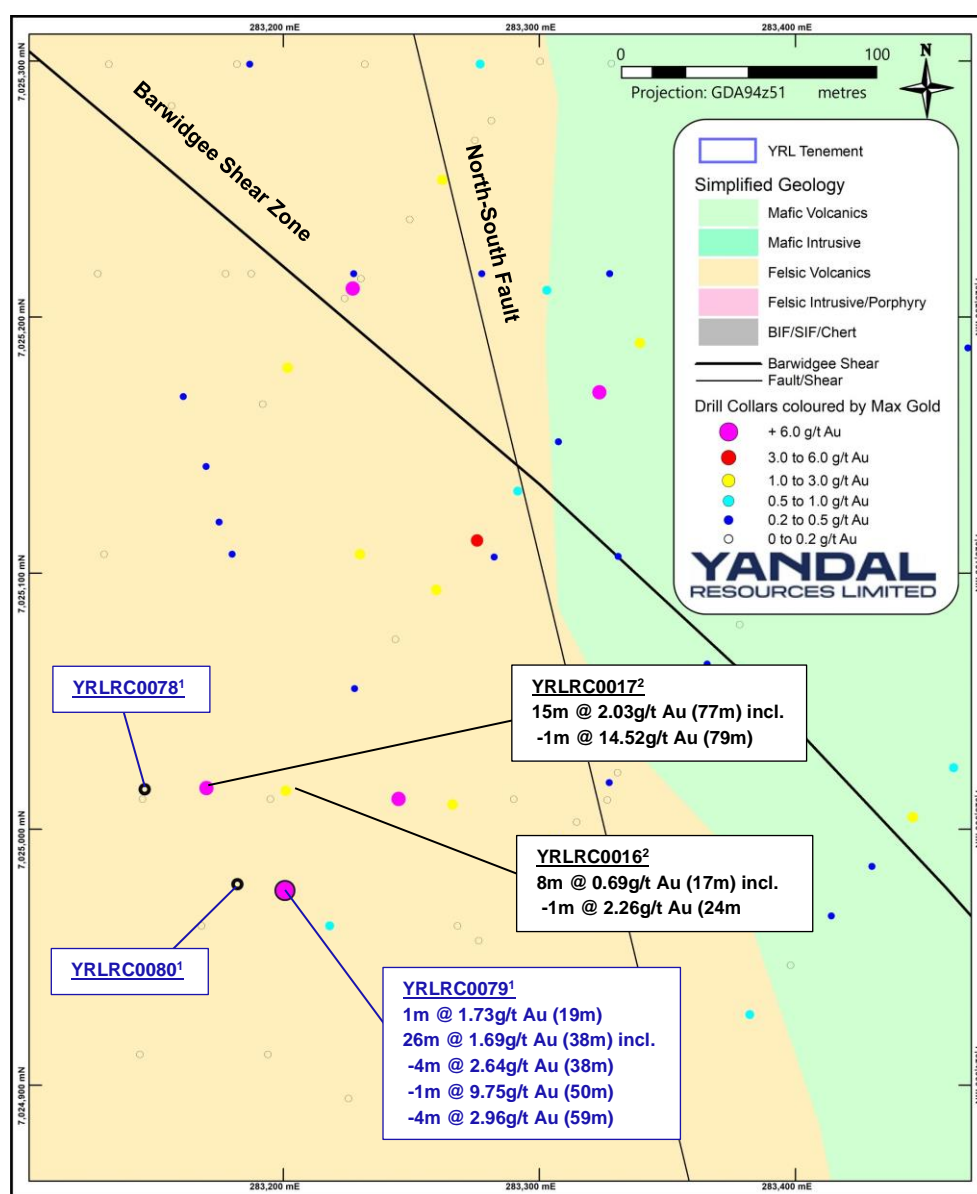 283,200 mE
283,300 mE
283,400 mE
7,025,300 mN
7,025,200 mN
7,025,100 mN
7,025,000 mN
7,024,900 mN
0 100
Projection: GDA94z51 metres
N
Barwidgee Shear Zone
North-South Fault
YRL Tenement
Simplified Geology
Mafic Volcanics
Mafic Intrusive
Felsic Volcanics
Felsic Intrusive/Porphyry
BIF/SIF/Chert
Barwidgee Shear
Fault/Shear
Drill Collars coloured by Max Gold
+ 6.0 g/t Au
3.0 to 6.0 g/t Au
1.0 to 3.0 g/t Au
0.5 to 1.0 g/t Au
0.2 to 0.5 g/t Au
0 to 0.2 g/t Au
YANDAL
RESOURCES LIMITED
YRLRC0078¹
YRLRC0017²
15m @ 2.03g/t Au (77m) incl.
-1m @ 14.52g/t Au (79m)
YRLRC0016²
8m @ 0.69g/t Au (17m) incl.
-1m @ 2.26g/t Au (24m
YRLRC0080¹
YRLRC0079¹
1m @ 1.73g/t Au (19m)
26m @ 1.69g/t Au (38m) incl.
-4m @ 2.64g/t Au (38m)
-1m @ 9.75g/t Au (50m)
-4m @ 2.96g/t Au (59m)
283,200 mE
283,300 mE
283,400 mE